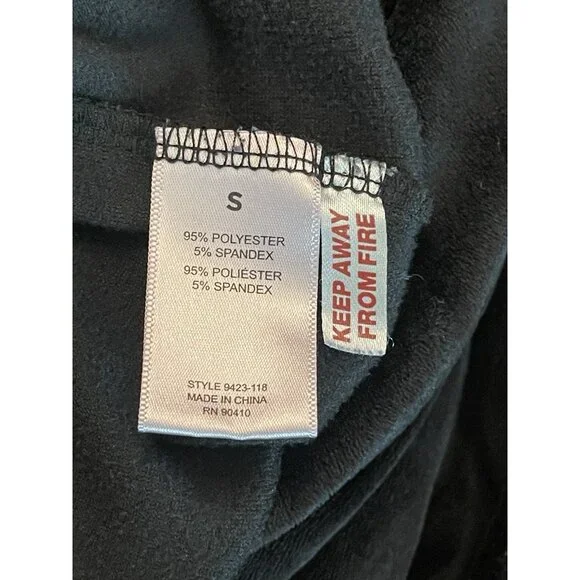 S
95% POLYESTER
5% SPANDEX
95% POLIÉSTER
5% SPANDEX
STYLE 9423-118
MADE IN CHINA
RN 90410
KEEP AWAY
FROM FIRE